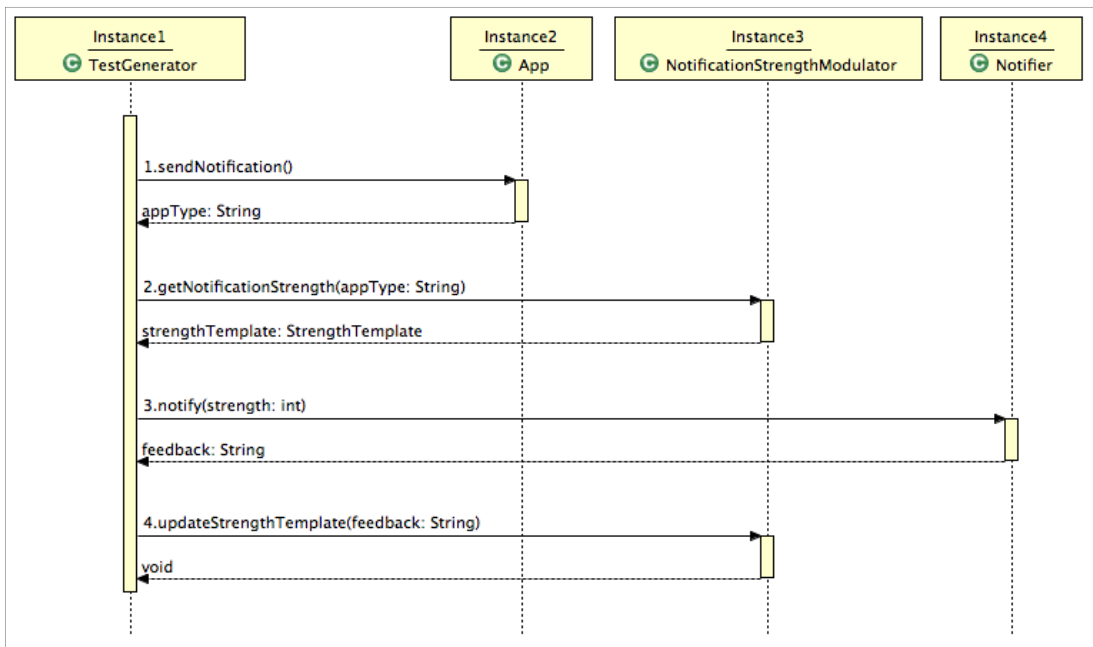 Instance1
C TestGenerator
Instance2
C App
Instance3
C NotificationStrengthModulator
Instance4
C Notifier
1.sendNotification()
appType: String
2.getNotificationStrength(appType: String)
strengthTemplate: StrengthTemplate
3.notify(strength: int)
feedback: String
4.updateStrengthTemplate(feedback: String)
void